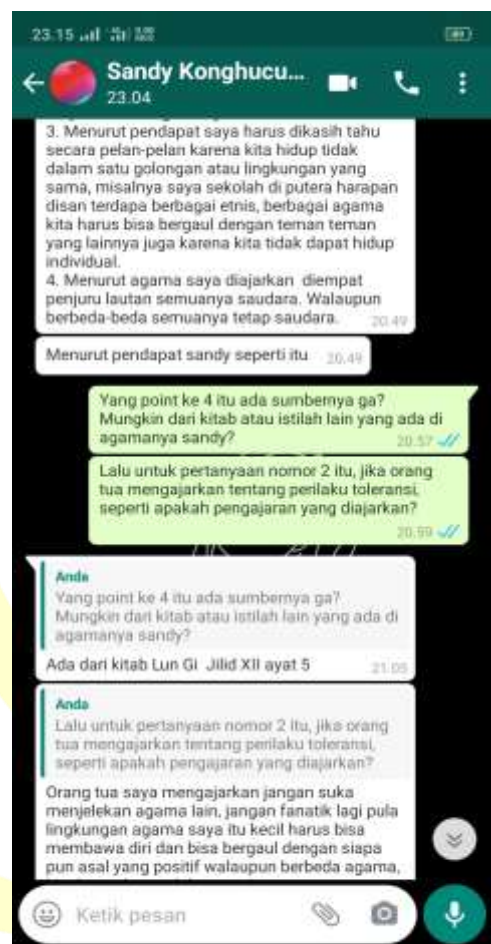 23.15
Sandy Konghucu...
23.04
3. Menurut pendapat saya harus dikasih tahu
secara pelan-pelan karena kita hidup tidak
dalam satu golongan atau lingkungan yang
sama, misalnya saya sekolah di putera harapan
disan terdapa berbagai etnis, berbagai agama
kita harus bisa bergaul dengan teman teman
yang lainnya juga karena kita tidak dapat hidup
individual.
4. Menurut agama saya diajarkan diempat
penjuru lautan semuanya saudara. Walaupun
berbeda-beda semuanya tetap saudara. 20.49
Menurut pendapat sandy seperti itu 20.49
Yang point ke 4 itu ada sumbernya ga?
Mungkin dari kitab atau istilah lain yang ada di
agamanya sandy? 20.57
Lalu untuk pertanyaan nomor 2 itu, jika orang
tua mengajarkan tentang perilaku toleransi,
seperti apakah pengajaran yang diajarkan?
20.59
Anda
Yang point ke 4 itu ada sumbernya ga?
Mungkin dari kitab atau istilah lain yang ada di
agamanya sandy?
Ada dari kitab Lun Gi Jilid XII ayat 5 21.05
Anda
Lalu untuk pertanyaan nomor 2 itu, jika orang
tua mengajarkan tentang perilaku toleransi,
seperti apakah pengajaran yang diajarkan?
Orang tua saya mengajarkan jangan suka
menjelekan agama lain, jangan fanatik lagi pula
lingkungan agama saya itu kecil harus bisa
membawa diri dan bisa bergaul dengan siapa
pun asal yang positif walaupun berbeda agama,
Ketik pesan